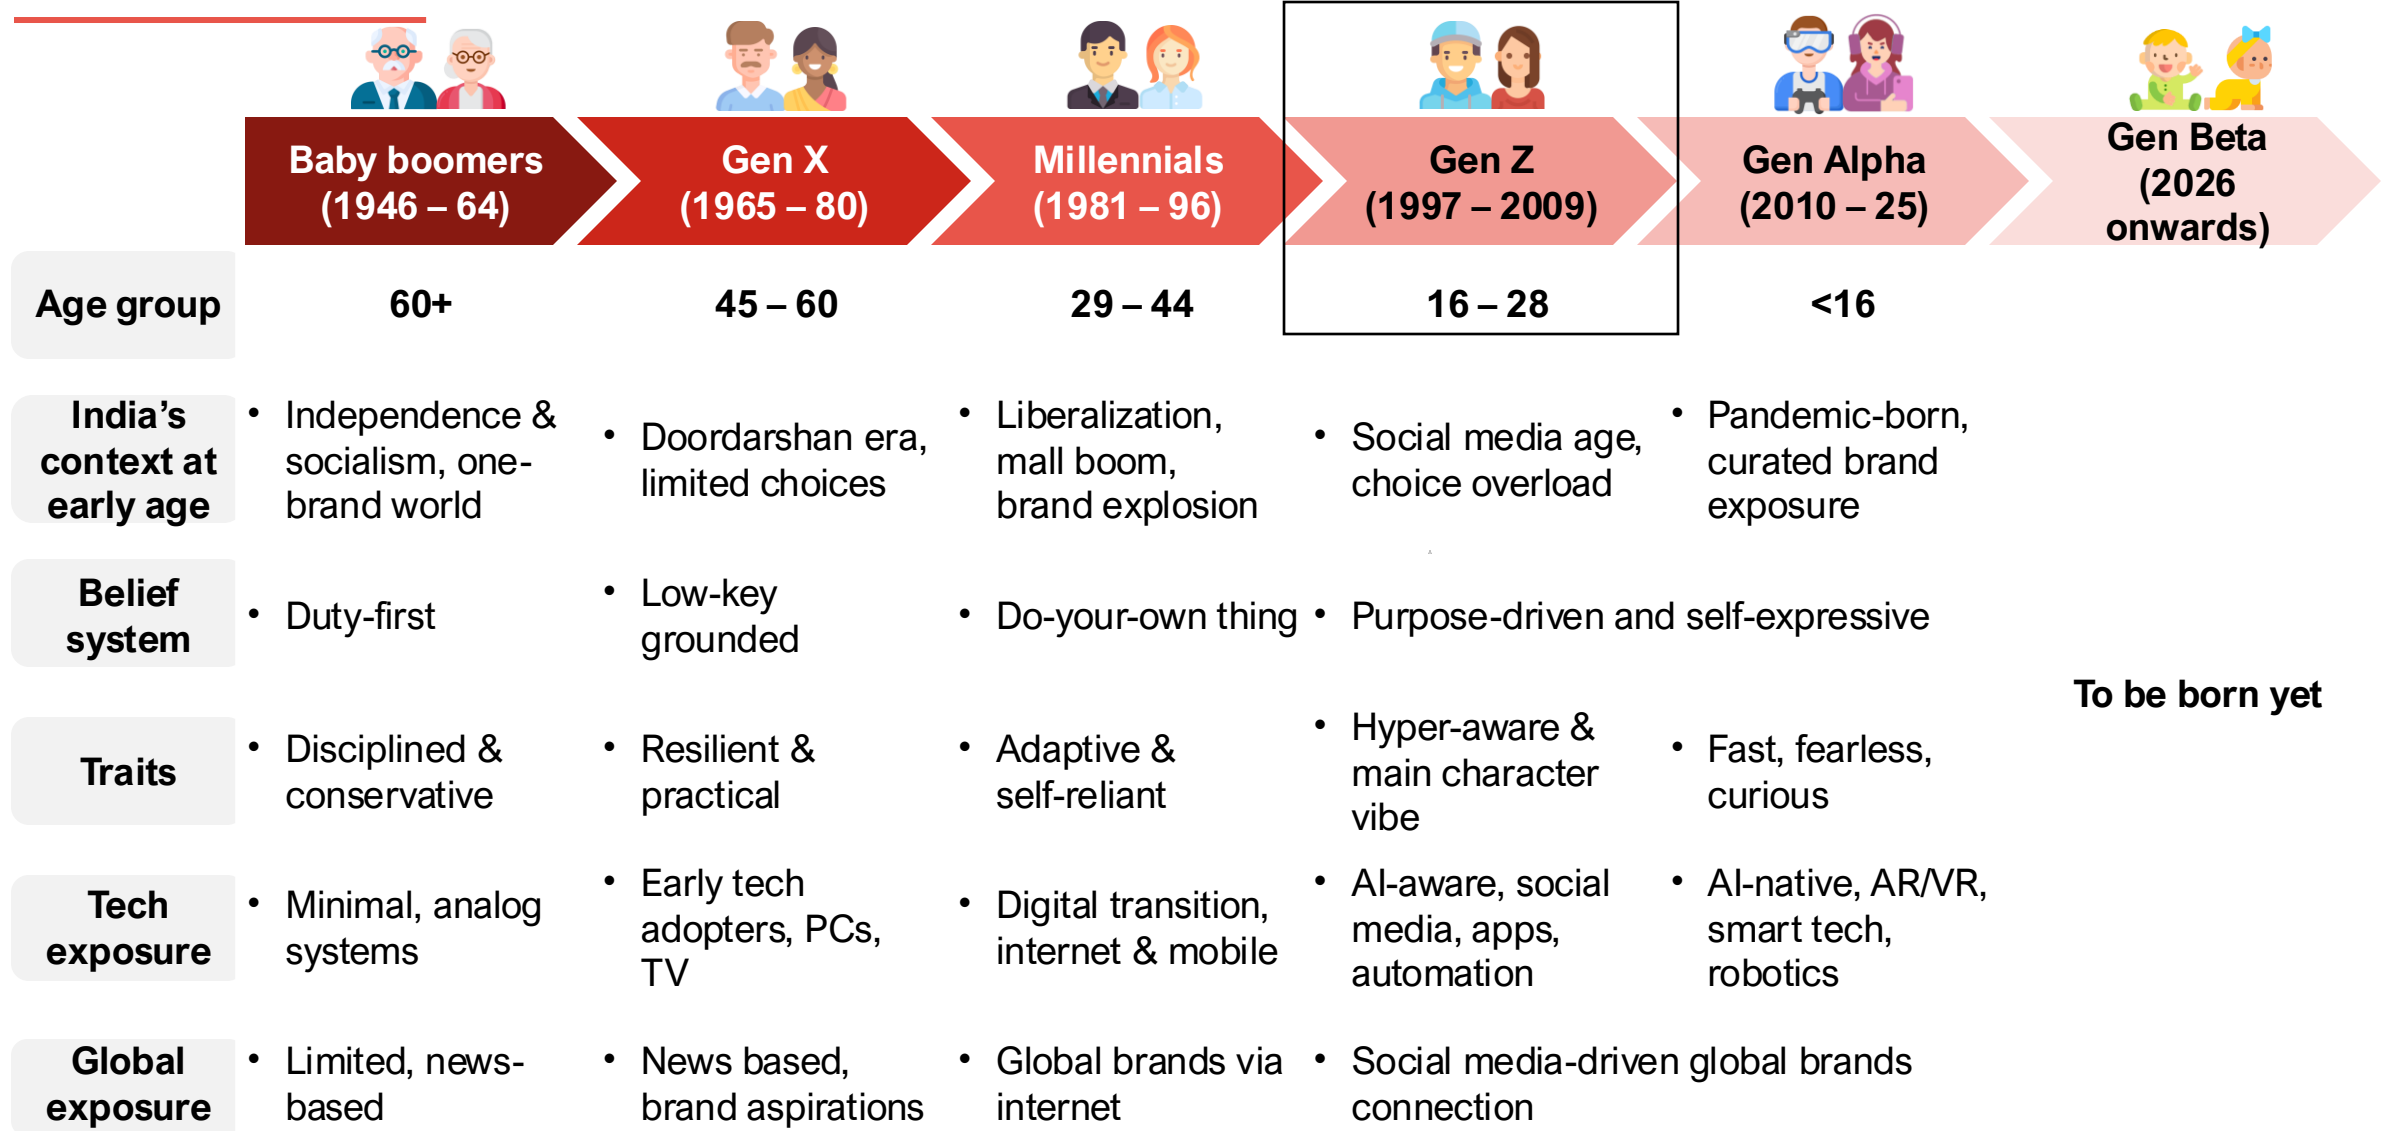 Baby boomers
(1946 – 64)
Gen X
(1965 – 80)
Millennials
(1981 – 96)
Gen Z
(1997 – 2009)
Gen Alpha
(2010 – 25)
Gen Beta
(2026
onwards)
Age group
60+
45 – 60
29 – 44
16 – 28
<16
India’s
context at
early age
• Independence &
socialism, one-
brand world
• Doordarshan era,
limited choices
• Liberalization,
mall boom,
brand explosion
• Social media age,
choice overload
• Pandemic-born,
curated brand
exposure
Belief
system
• Duty-first
• Low-key
grounded
• Do-your-own thing
• Purpose-driven and self-expressive
To be born yet
Traits
• Disciplined &
conservative
• Resilient &
practical
• Adaptive &
self-reliant
• Hyper-aware &
main character
vibe
• Fast, fearless,
curious
Tech
exposure
• Minimal, analog
systems
• Early tech
adopters, PCs,
TV
• Digital transition,
internet & mobile
• AI-aware, social
media, apps,
automation
• AI-native, AR/VR,
smart tech,
robotics
Global
exposure
• Limited, news-
based
• News based,
brand aspirations
• Global brands via
internet
• Social media-driven global brands
connection